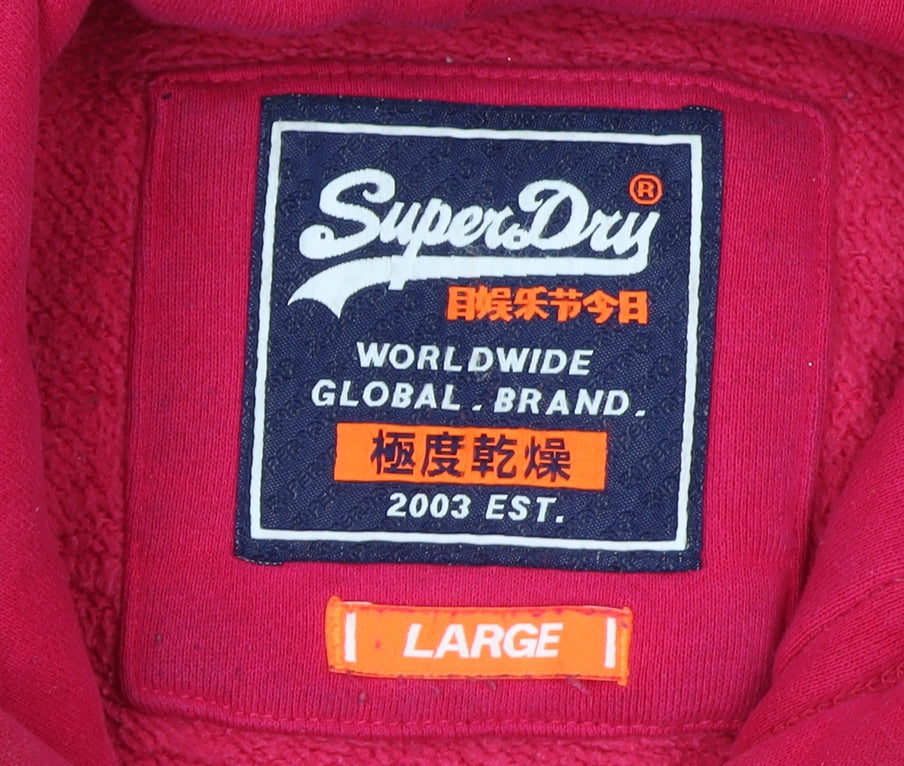 SuperDry®
目娱乐节今日
WORLDWIDE
GLOBAL. BRAND.
極度乾燥
2003 EST.
LARGE